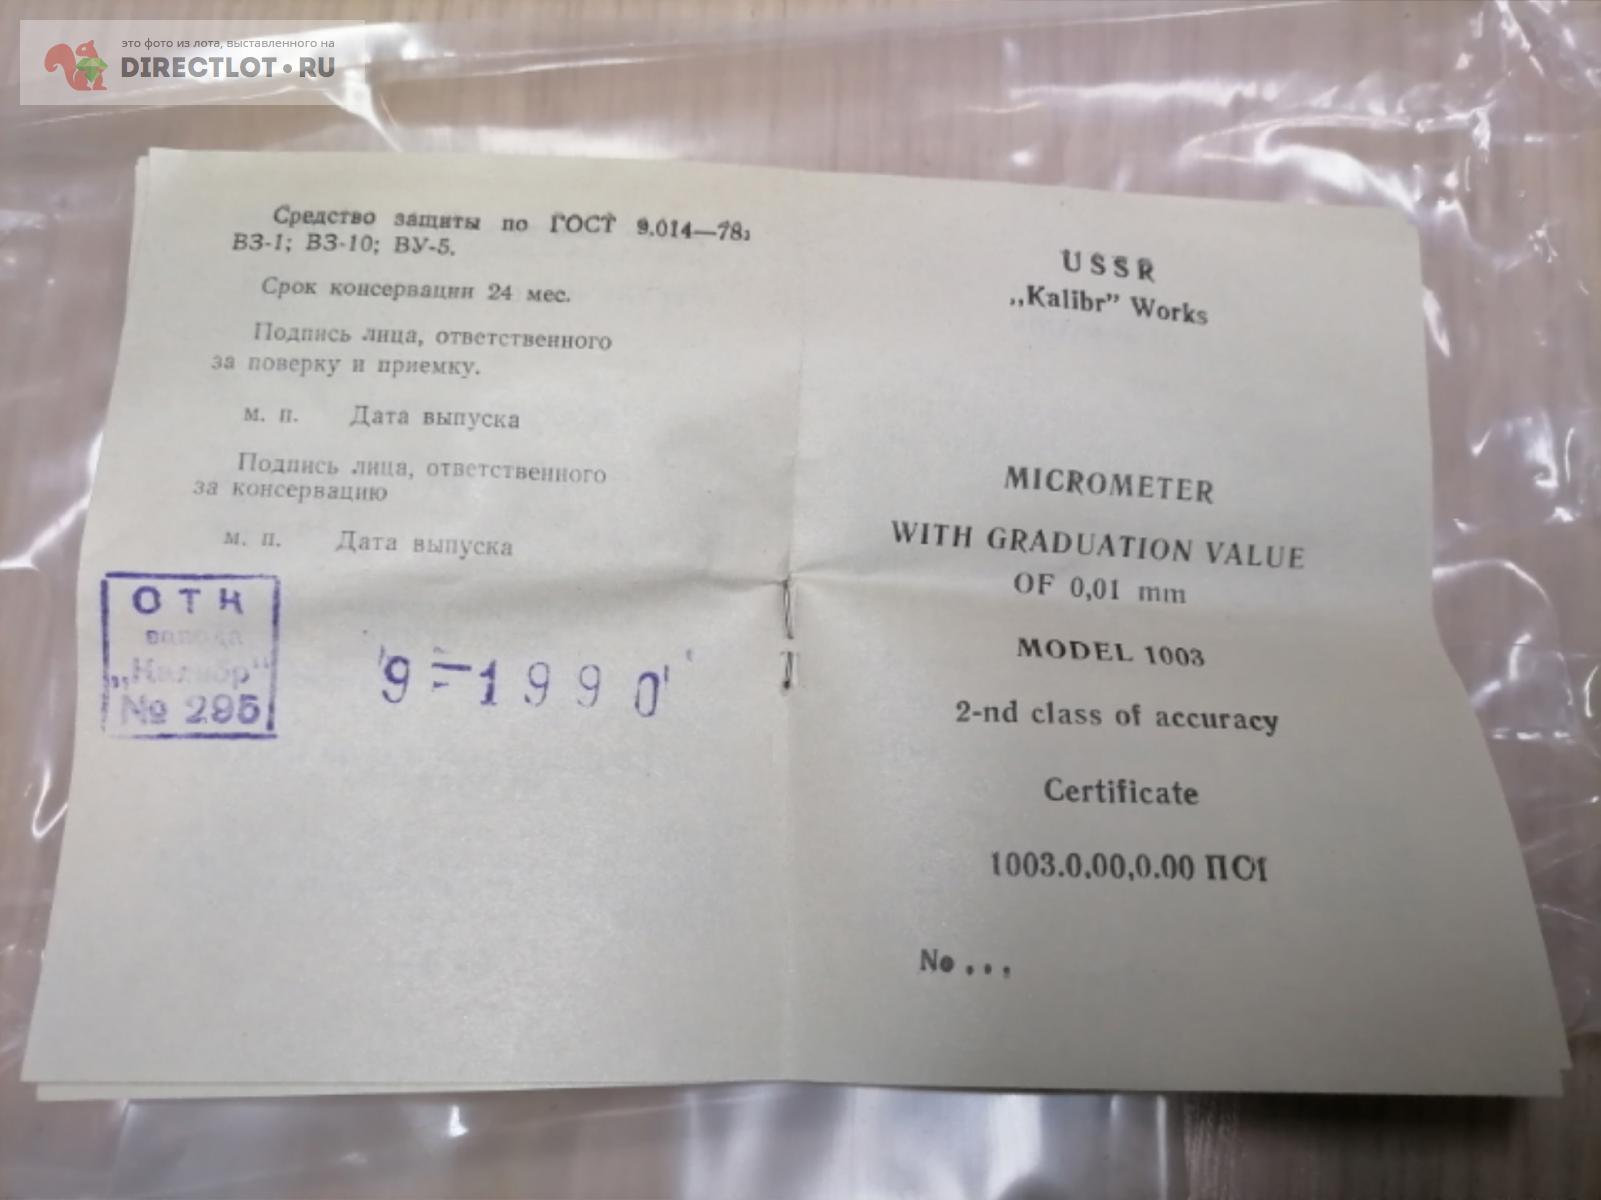 это фото из лота, выставленного на
DIRECTLOT•RU
Средство защиты по ГОСТ 9.014—78:
ВЗ-1; ВЗ-10; ВУ-5.
Срок консервации 24 мес.
Подпись лица, ответственного
за поверку и приемку.
м. п. Дата выпуска
Подпись лица, ответственного
за консервацию
м. п. Дата выпуска
ОТК
завода
„Калибр"
№ 295
9-1990
USSR
„Kalibr” Works
MICROMETER
WITH GRADUATION VALUE
OF 0,01 mm
MODEL 1003
2-nd class of accuracy
Certificate
1003.0.00,0.00 ПС1
No...